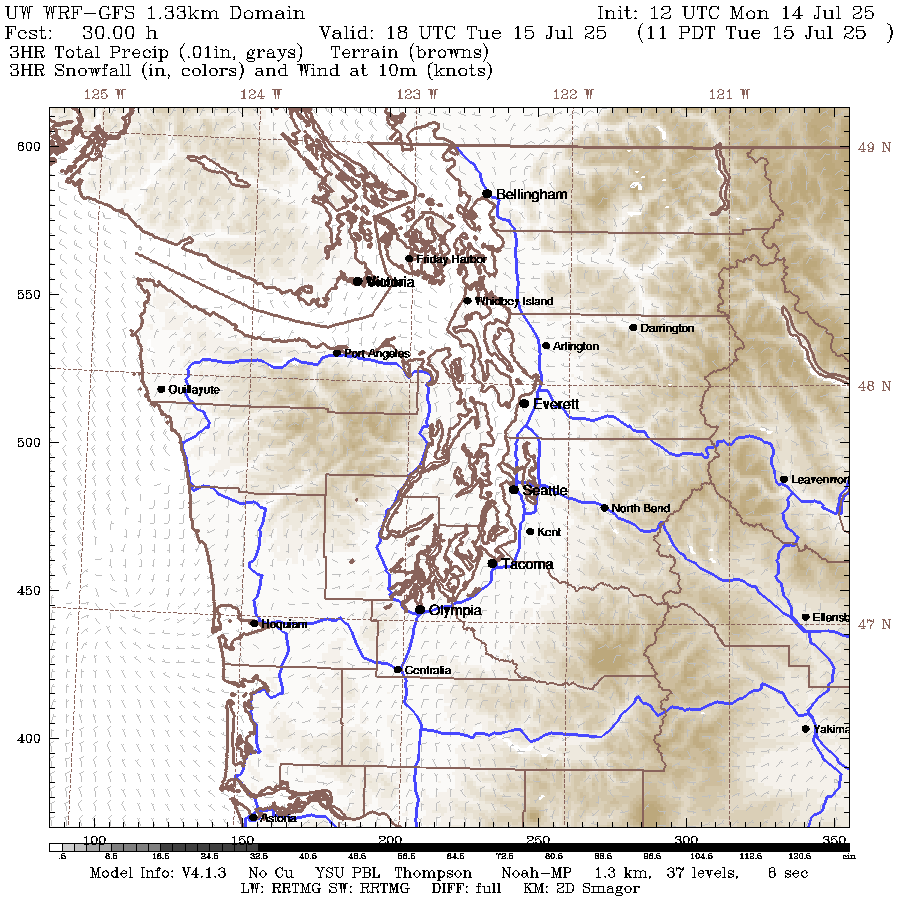 UW WRF-GFS 1.33km Domain Init: 12 UTC Mon 14 Jul 25
Fcst: 30.00 h Valid: 18 UTC Tue 15 Jul 25 (11 PDT Tue 15 Jul 25 )
3HR Total Precip (.01in, grays) Terrain (browns)
3HR Snowfall (in, colors) and Wind at 10m (knots)
125 W 124 W 123 W 122 W 121 W
600 49 N
Bellingham
Friday Harbor
Victoria
550
Whidbey Island
Darrington
Arlington
Port Angeles
Quillayute 48 N
Everett
500
Leavenwor
Seattle
North Bend
Kent
Tacoma
450
Olympia
Ellensb
Hoquiam 47 N
Centralia
Yakima
400
Astoria
100 150 200 250 300 350
.5 8.5 16.5 24.5 32.5 40.5 48.5 56.5 64.5 72.5 80.5 88.5 96.5 104.5 112.5 120.5
Model Info: V4.1.3 No Cu YSU PBL Thompson Noah-MP 1.3 km, 37 levels, 8 sec
LW: RRTMG SW: RRTMG DIFF: full KM: 2D Smagor